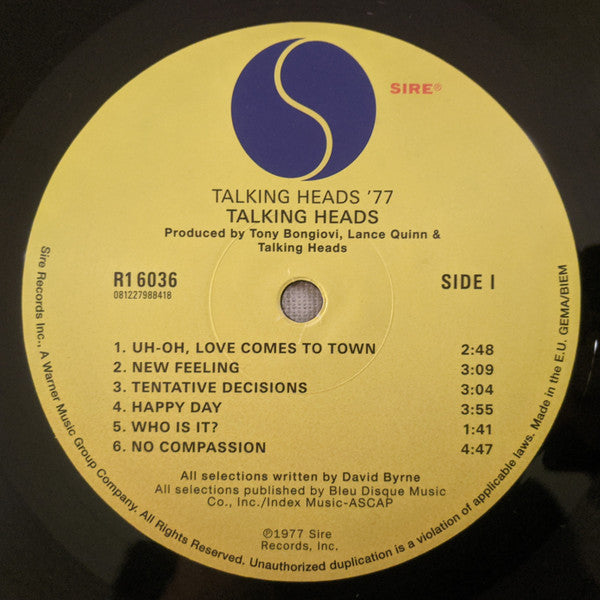 SIRE®
TALKING HEADS '77
TALKING HEADS
Produced by Tony Bongiovi, Lance Quinn &
Talking Heads
R1 6036
081227988418
SIDE I
1. UH-OH, LOVE COMES TO TOWN 2:48
2. NEW FEELING 3:09
3. TENTATIVE DECISIONS 3:04
4. HAPPY DAY 3:55
5. WHO IS IT? 1:41
6. NO COMPASSION 4:47
All selections written by David Byrne
All selections published by Bleu Disque Music
Co., Inc./Index Music-ASCAP
℗1977 Sire
Records, Inc.
Sire Records Inc., A Warner Music Group Company. All Rights Reserved. Unauthorized duplication is a violation of applicable laws. Made in the E.U. GEMA/BIEM